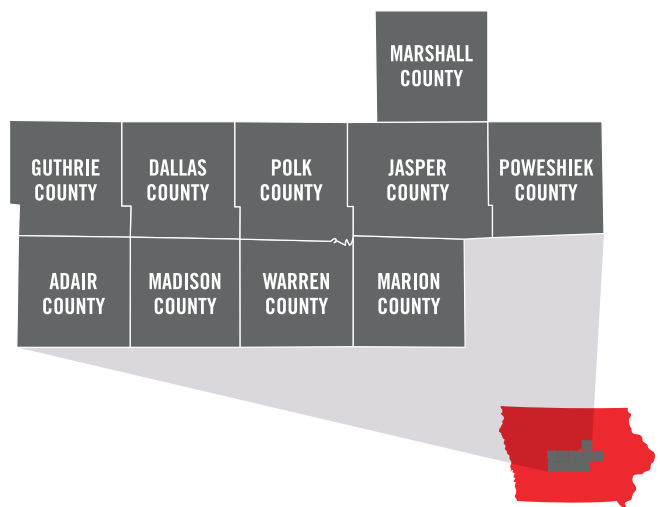 MARSHALL
COUNTY
GUTHRIE
COUNTY
DALLAS
COUNTY
POLK
COUNTY
JASPER
COUNTY
POWESHIEK
COUNTY
ADAIR
COUNTY
MADISON
COUNTY
WARREN
COUNTY
MARION
COUNTY